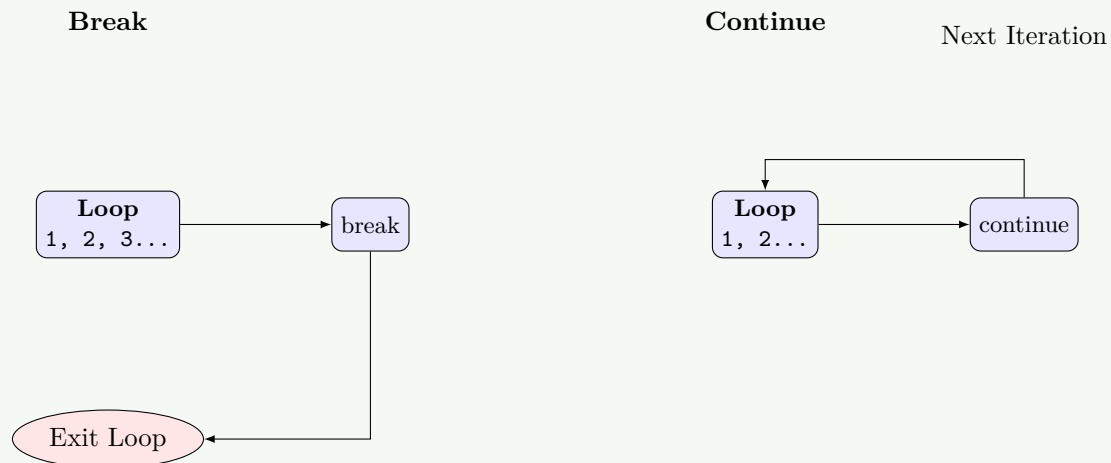 Break
Loop
1, 2, 3...
break
Exit Loop
Continue
Next Iteration
Loop
1, 2...
continue